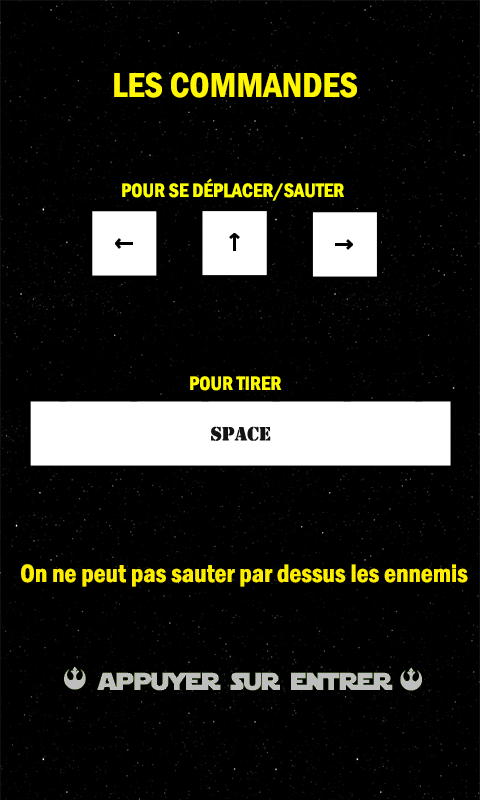 LES COMMANDES
POUR SE DÉPLACER/SAUTER
← ↑ →
POUR TIRER
SPACE
On ne peut pas sauter par dessus les ennemis
APPUYER SUR ENTRER